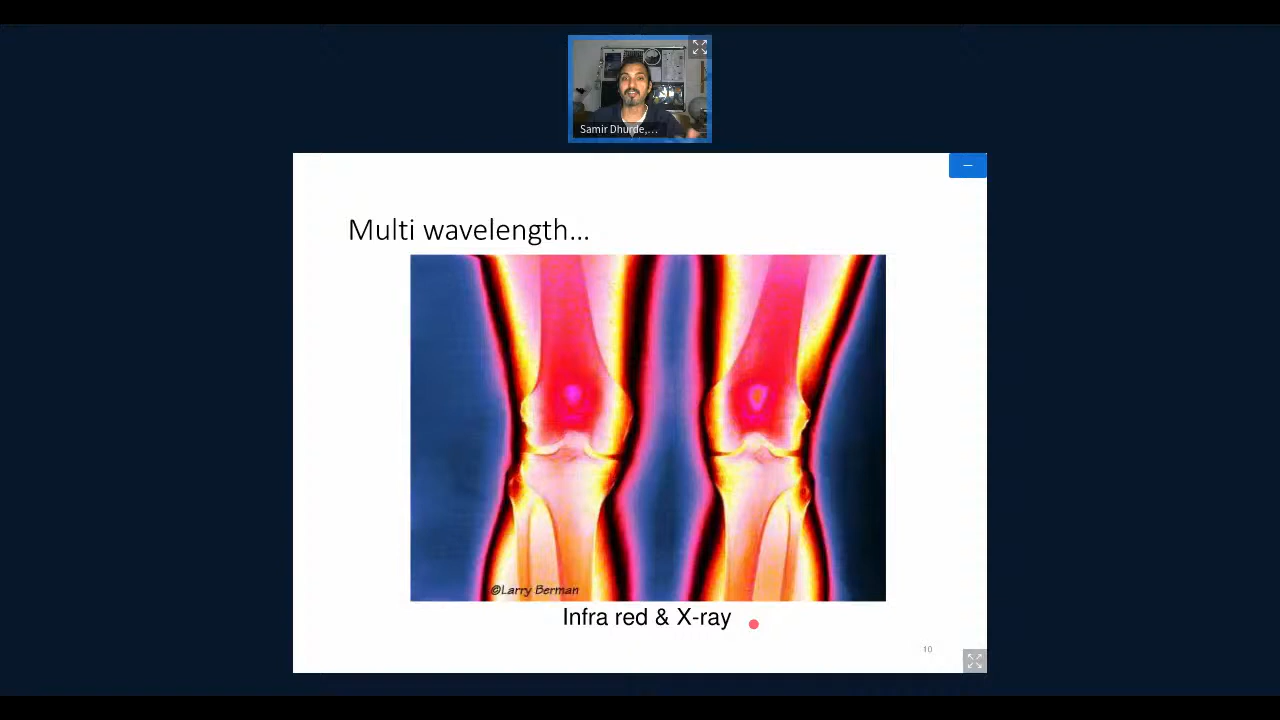 Samir Dhurde,...
Multi wavelength...
©Larry Berman
Infra red & X-ray
10